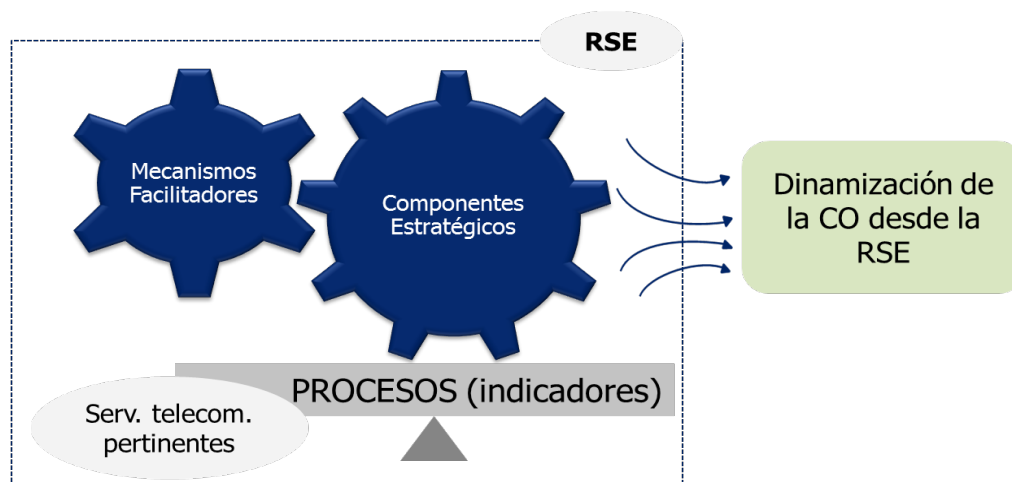 RSE
Mecanismos
Facilitadores
Componentes
Estratégicos
Dinamización de
la CO desde la
RSE
PROCESOS (indicadores)
Serv. telecom.
pertinentes